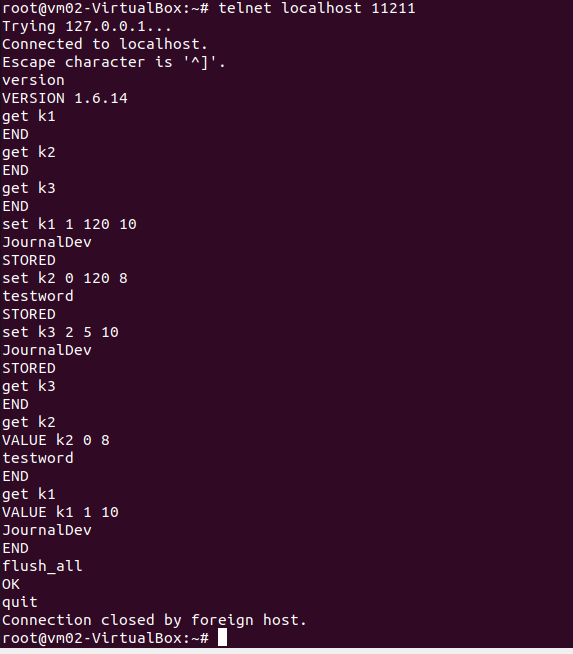 root@vm02-VirtualBox:~# telnet localhost 11211
Trying 127.0.0.1...
Connected to localhost.
Escape character is '^]'.
version
VERSION 1.6.14
get k1
END
get k2
END
get k3
END
set k1 1 120 10
JournalDev
STORED
set k2 0 120 8
testword
STORED
set k3 2 5 10
JournalDev
STORED
get k3
END
get k2
VALUE k2 0 8
testword
END
get k1
VALUE k1 1 10
JournalDev
END
flush_all
OK
quit
Connection closed by foreign host.
root@vm02-VirtualBox:~#